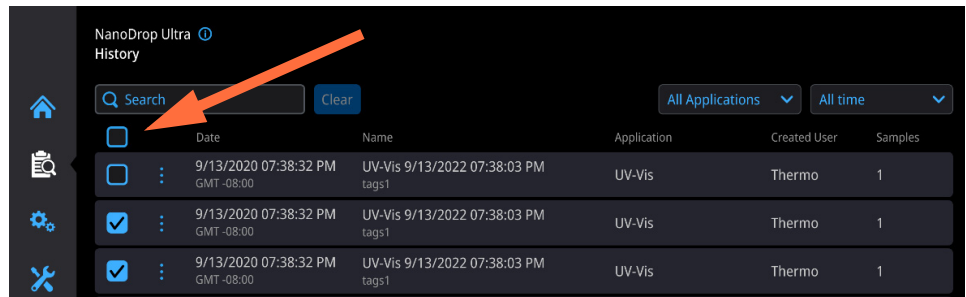 NanoDrop Ultra
History
Search Clear All Applications All time
Date Name Application Created User Samples
9/13/2020 07:38:32 PM UV-Vis 9/13/2022 07:38:03 PM UV-Vis Thermo 1
GMT -08:00 tags1
9/13/2020 07:38:32 PM UV-Vis 9/13/2022 07:38:03 PM UV-Vis Thermo 1
GMT -08:00 tags1
9/13/2020 07:38:32 PM UV-Vis 9/13/2022 07:38:03 PM UV-Vis Thermo 1
GMT -08:00 tags1